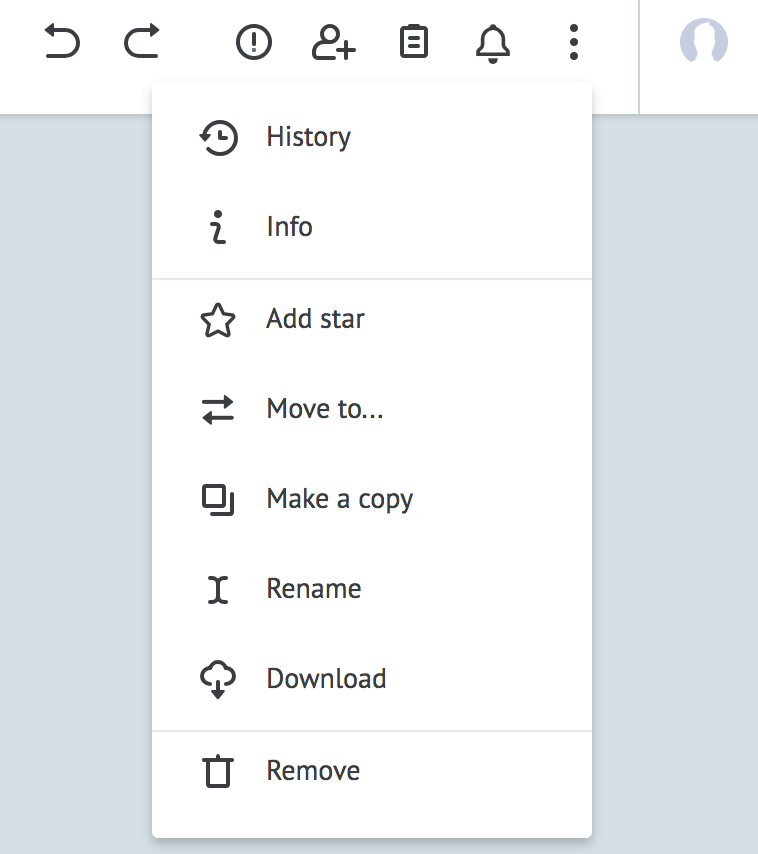 History
Info
Add star
Move to...
Make a copy
Rename
Download
Remove